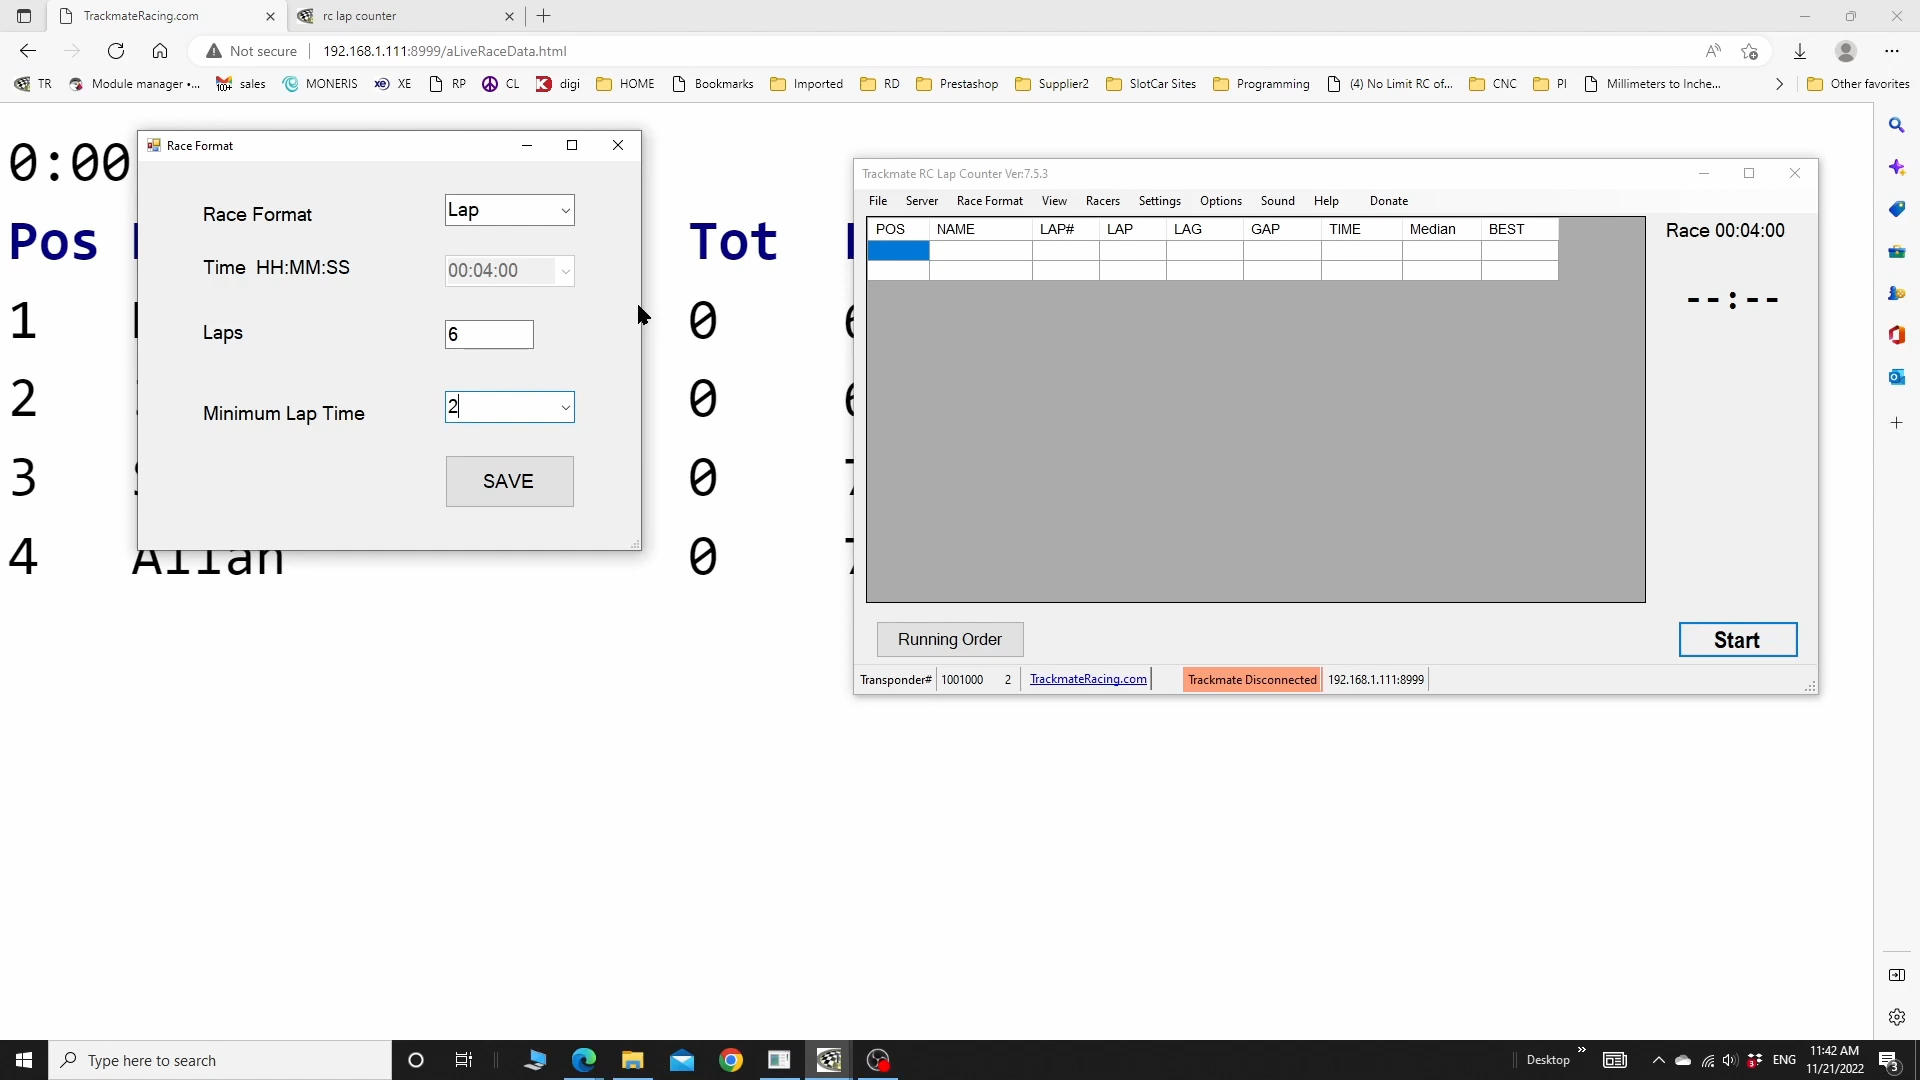 TrackmateRacing.com
rc lap counter
Not secure
192.168.1.111:8999/aLiveRaceData.html
TR
Module manager •...
100+
sales
MONERIS
XE
RP
CL
digi
HOME
Bookmarks
Imported
RD
Prestashop
Supplier2
SlotCar Sites
Programming
(4) No Limit RC of...
CNC
PI
Millimeters to Inche...
Other favorites
0:00
Pos
Tot
1
0
2
0
3
0
4
Allan
0
Race Format
Race Format
Lap
Time HH:MM:SS
00:04:00
Laps
6
Minimum Lap Time
2
SAVE
Trackmate RC Lap Counter Ver:7.5.3
File
Server
Race Format
View
Racers
Settings
Options
Sound
Help
Donate
POS
NAME
LAP#
LAP
LAG
GAP
TIME
Median
BEST
Race 00:04:00
--:--
Running Order
Start
Transponder#
1001000
2
TrackmateRacing.com
Trackmate Disconnected
192.168.1.111:8999
Type here to search
Desktop
ENG
11:42 AM
11/21/2022
3